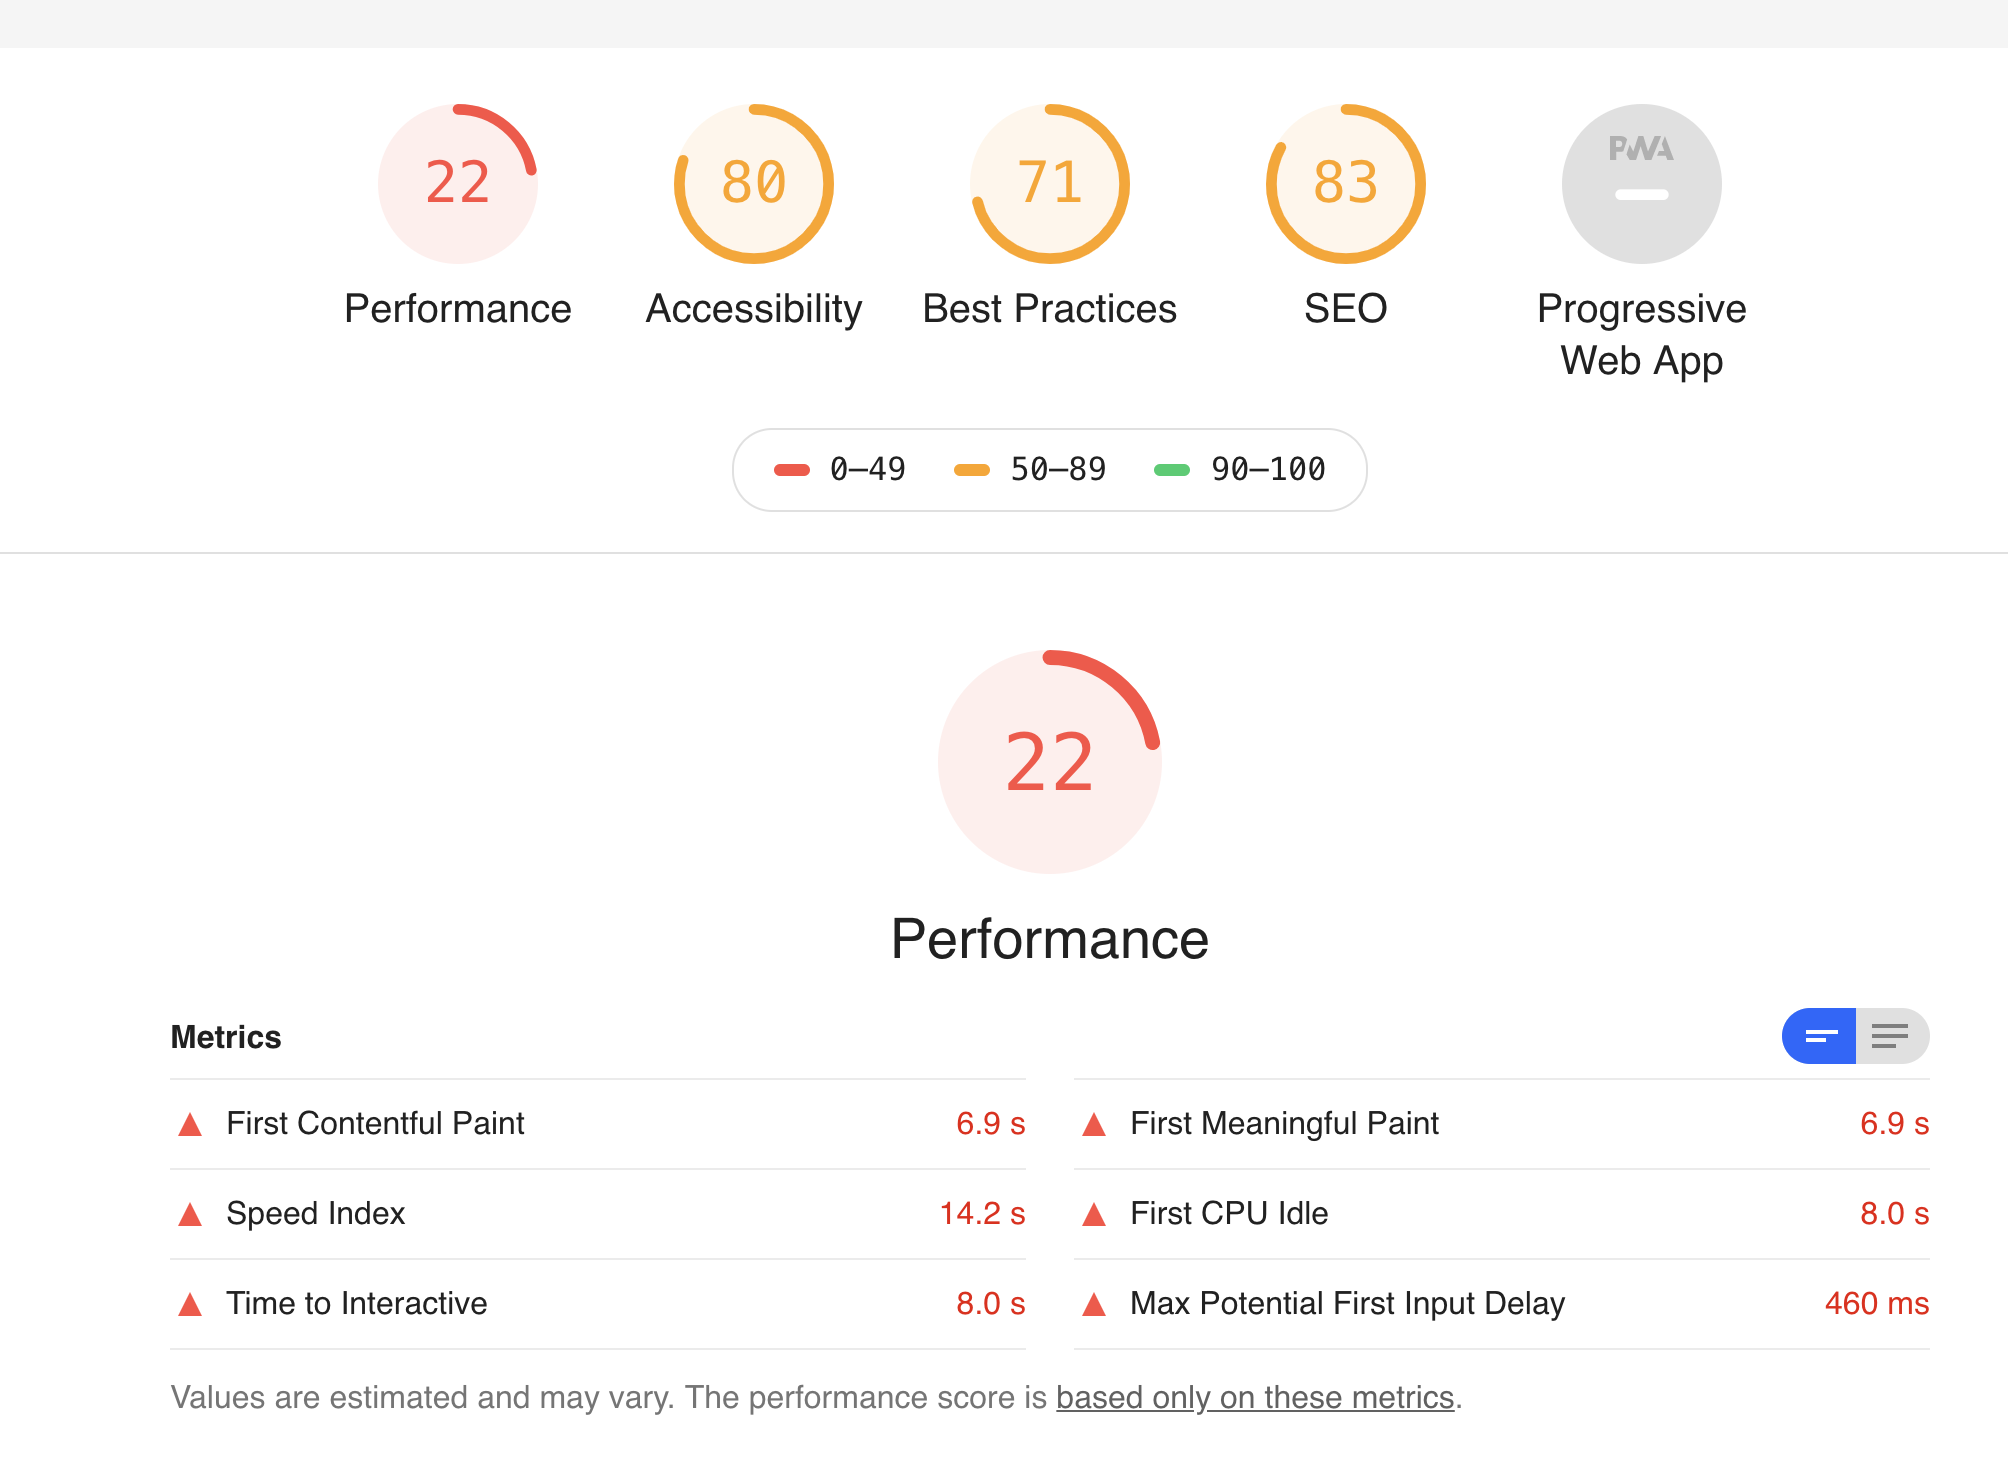 22
80
71
83
PWA
Performance
Accessibility
Best Practices
SEO
Progressive
Web App
0–49
50–89
90–100
22
Performance
Metrics
First Contentful Paint 6.9 s
First Meaningful Paint 6.9 s
Speed Index 14.2 s
First CPU Idle 8.0 s
Time to Interactive 8.0 s
Max Potential First Input Delay 460 ms
Values are estimated and may vary. The performance score is based only on these metrics.